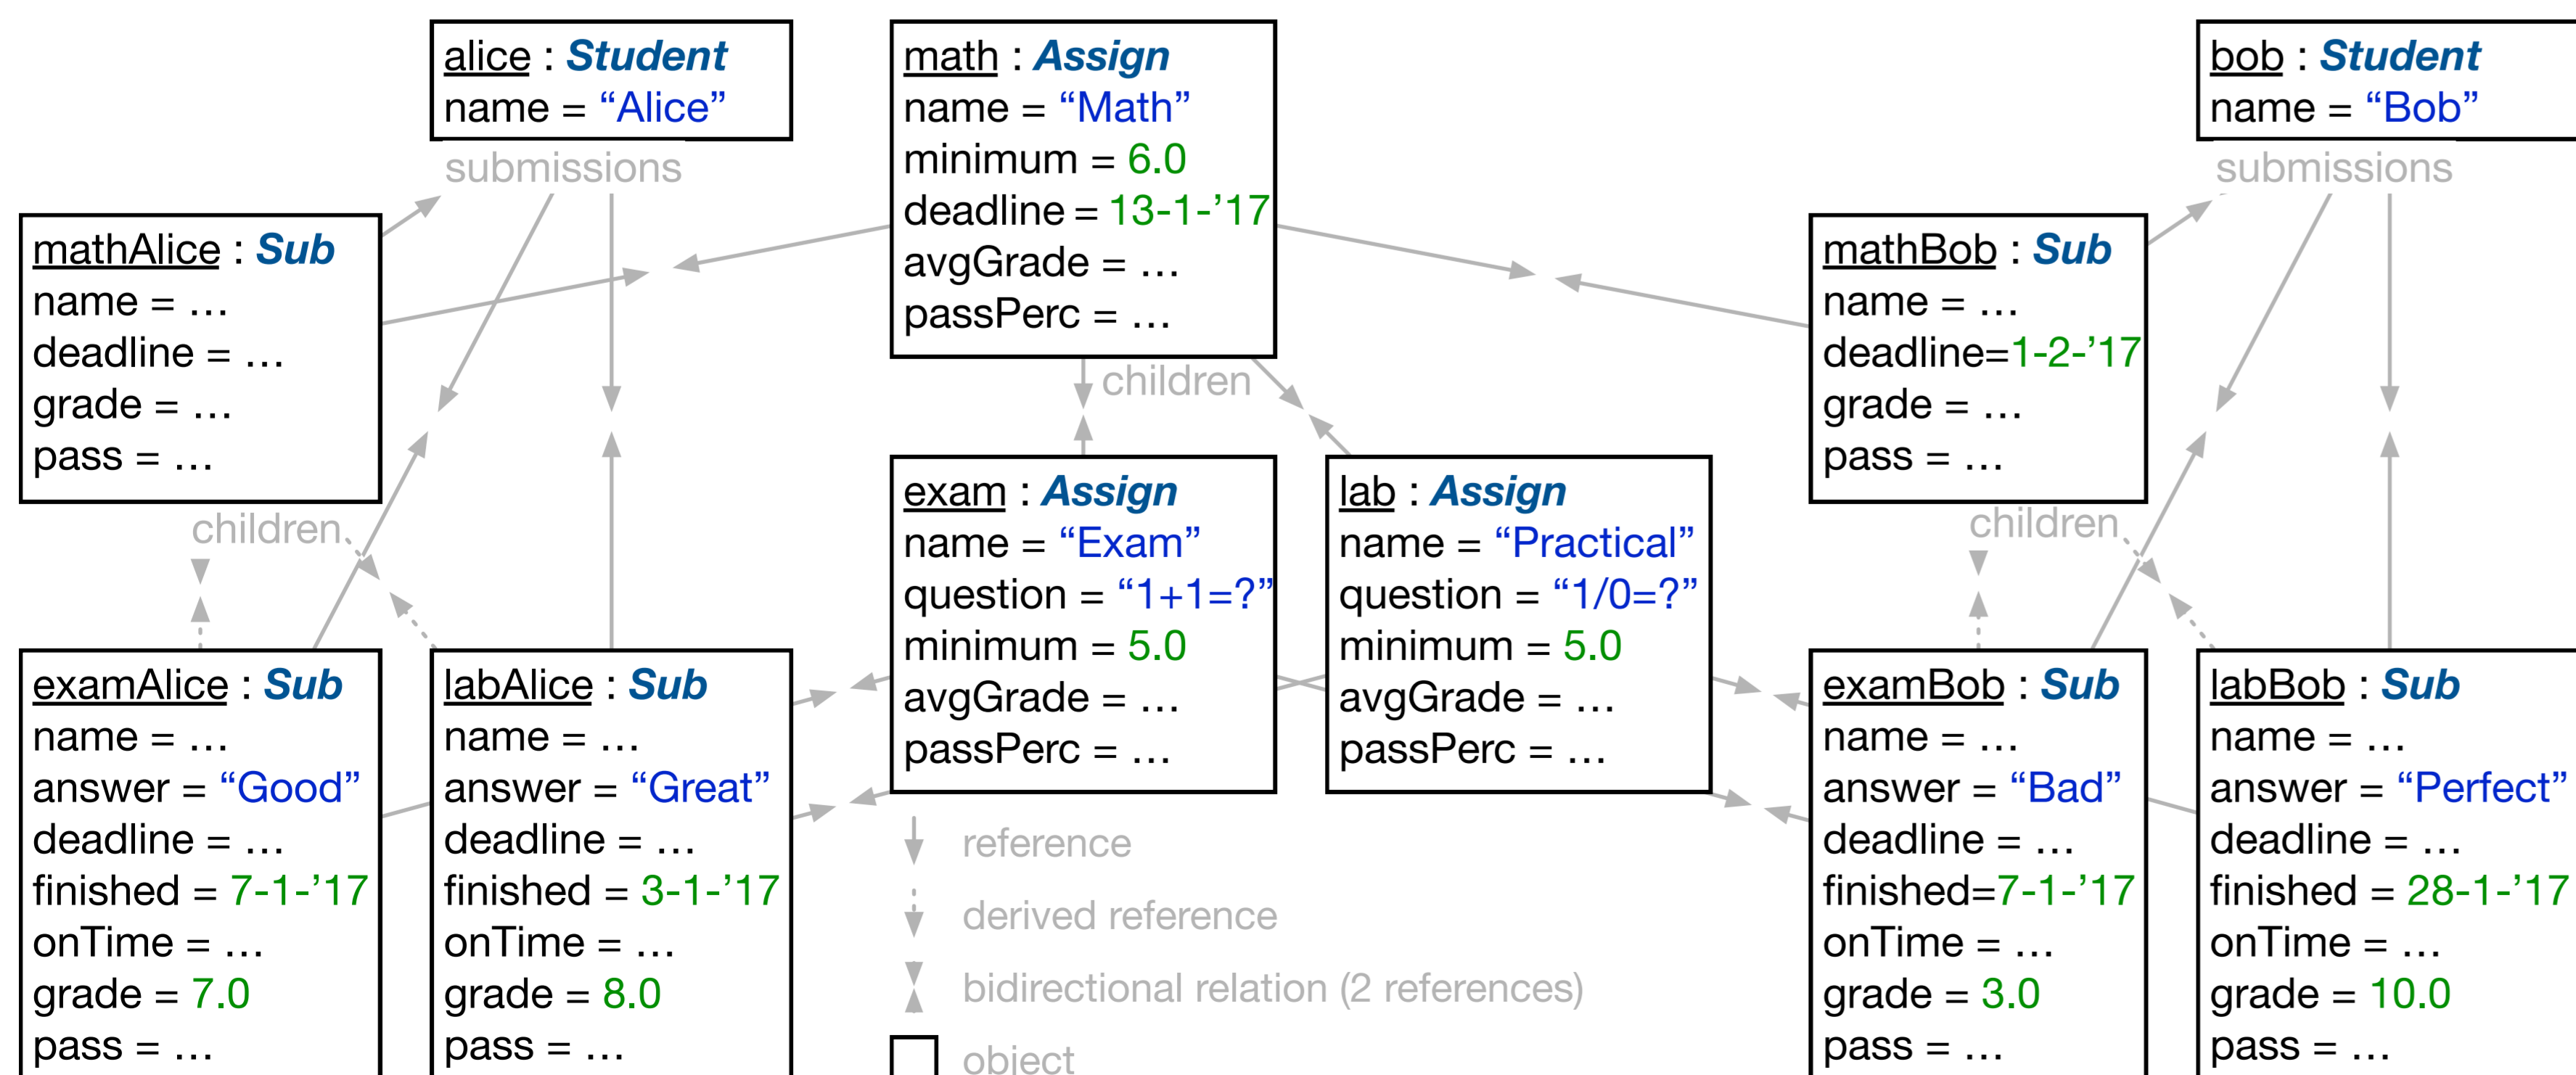 alice : Student
name = “Alice”
submissions
math : Assign
name = “Math”
minimum = 6.0
deadline = 13-1-’17
avgGrade = ...
passPerc = ...
children
bob : Student
name = “Bob”
submissions
mathAlice : Sub
name = ...
deadline = ...
grade = ...
pass = ...
children
mathBob : Sub
name = ...
deadline=1-2-’17
grade = ...
pass = ...
children
exam : Assign
name = “Exam”
question = “1+1=?”
minimum = 5.0
avgGrade = ...
passPerc = ...
lab : Assign
name = “Practical”
question = “1/0=?”
minimum = 5.0
avgGrade = ...
passPerc = ...
examAlice : Sub
name = ...
answer = “Good”
deadline = ...
finished = 7-1-’17
onTime = ...
grade = 7.0
pass = ...
labAlice : Sub
name = ...
answer = “Great”
deadline = ...
finished = 3-1-’17
onTime = ...
grade = 8.0
pass = ...
reference
derived reference
bidirectional relation (2 references)
object
examBob : Sub
name = ...
answer = “Bad”
deadline = ...
finished=7-1-’17
onTime = ...
grade = 3.0
pass = ...
labBob : Sub
name = ...
answer = “Perfect”
deadline = ...
finished = 28-1-’17
onTime = ...
grade = 10.0
pass = ...